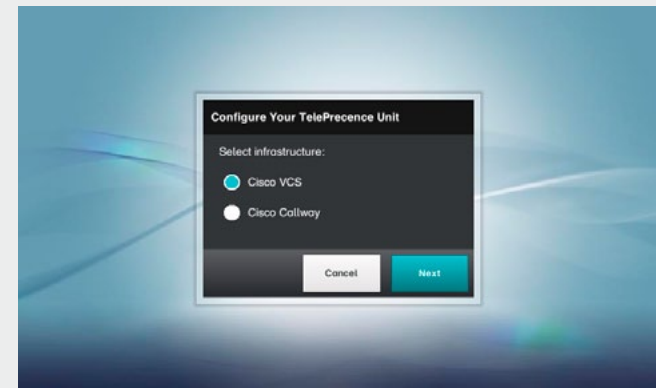 Configure Your TelePrecence Unit
Select infrastructure:
Cisco VCS
Cisco Callway
Cancel
Next